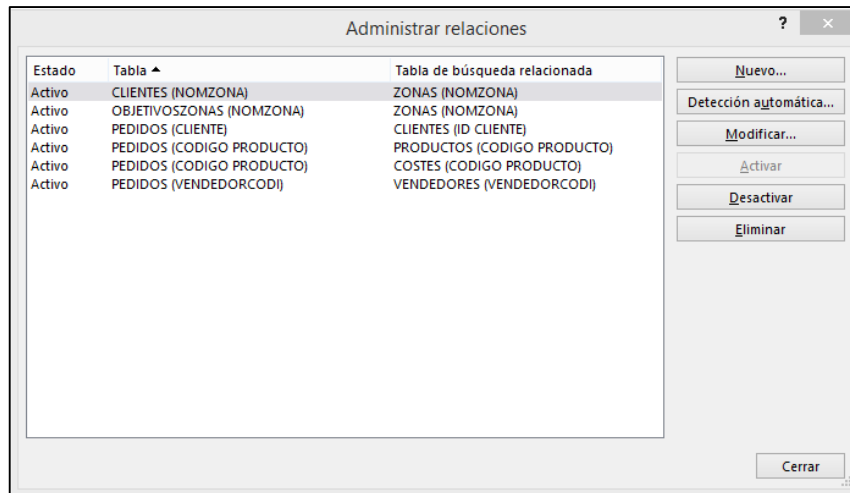 Administrar relaciones
?
Estado Tabla Tabla de búsqueda relacionada
Activo CLIENTES (NOMZONA) ZONAS (NOMZONA)
Activo OBJETIVOSZONAS (NOMZONA) ZONAS (NOMZONA)
Activo PEDIDOS (CLIENTE) CLIENTES (ID CLIENTE)
Activo PEDIDOS (CODIGO PRODUCTO) PRODUCTOS (CODIGO PRODUCTO)
Activo PEDIDOS (CODIGO PRODUCTO) COSTES (CODIGO PRODUCTO)
Activo PEDIDOS (VENDEDORCODI) VENDEDORES (VENDEDORCODI)
Nuevo...
Detección automática...
Modificar...
Activar
Desactivar
Eliminar
Cerrar